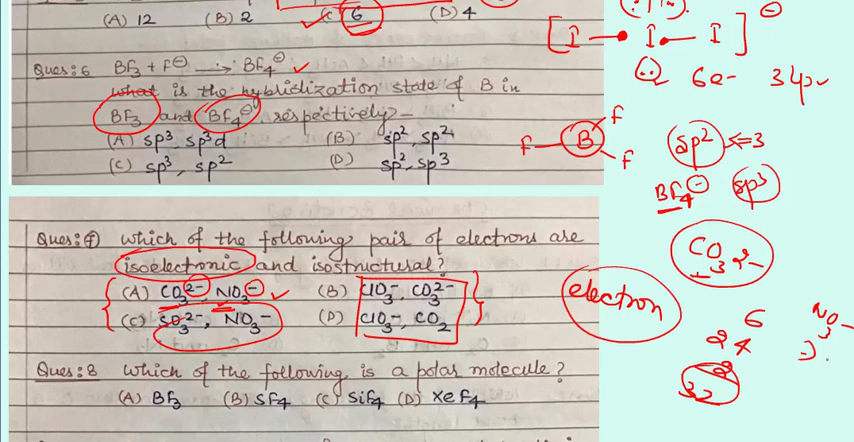 (A) 12 (B) 2 (C) 6 (D) 4
Ques: 6 BF3 + F⊖ → BF4⊖
what is the hybridization state of B in
BF3 and BF4⊖ respectively –
(A) sp3, sp3d (B) sp2, sp2
(C) sp3, sp2 (D) sp2, sp3
Ques: 7 which of the following pair of electrons are
isoelectronic and isostructural?
(A) CO3 2-, NO3- (B) ClO3-, CO3 2-
(C) SO3 2-, NO3- (D) ClO3-, CO2
Ques: 8 which of the following is a polar molecule?
(A) BF3 (B) SF4 (C) SiF4 (D) XeF4
[I – I – I]⊖
6e-
F B F F
sp2 <= 3
BF4⊖ sp3
CO3 2-
electron
6
24
2
32
NO3-